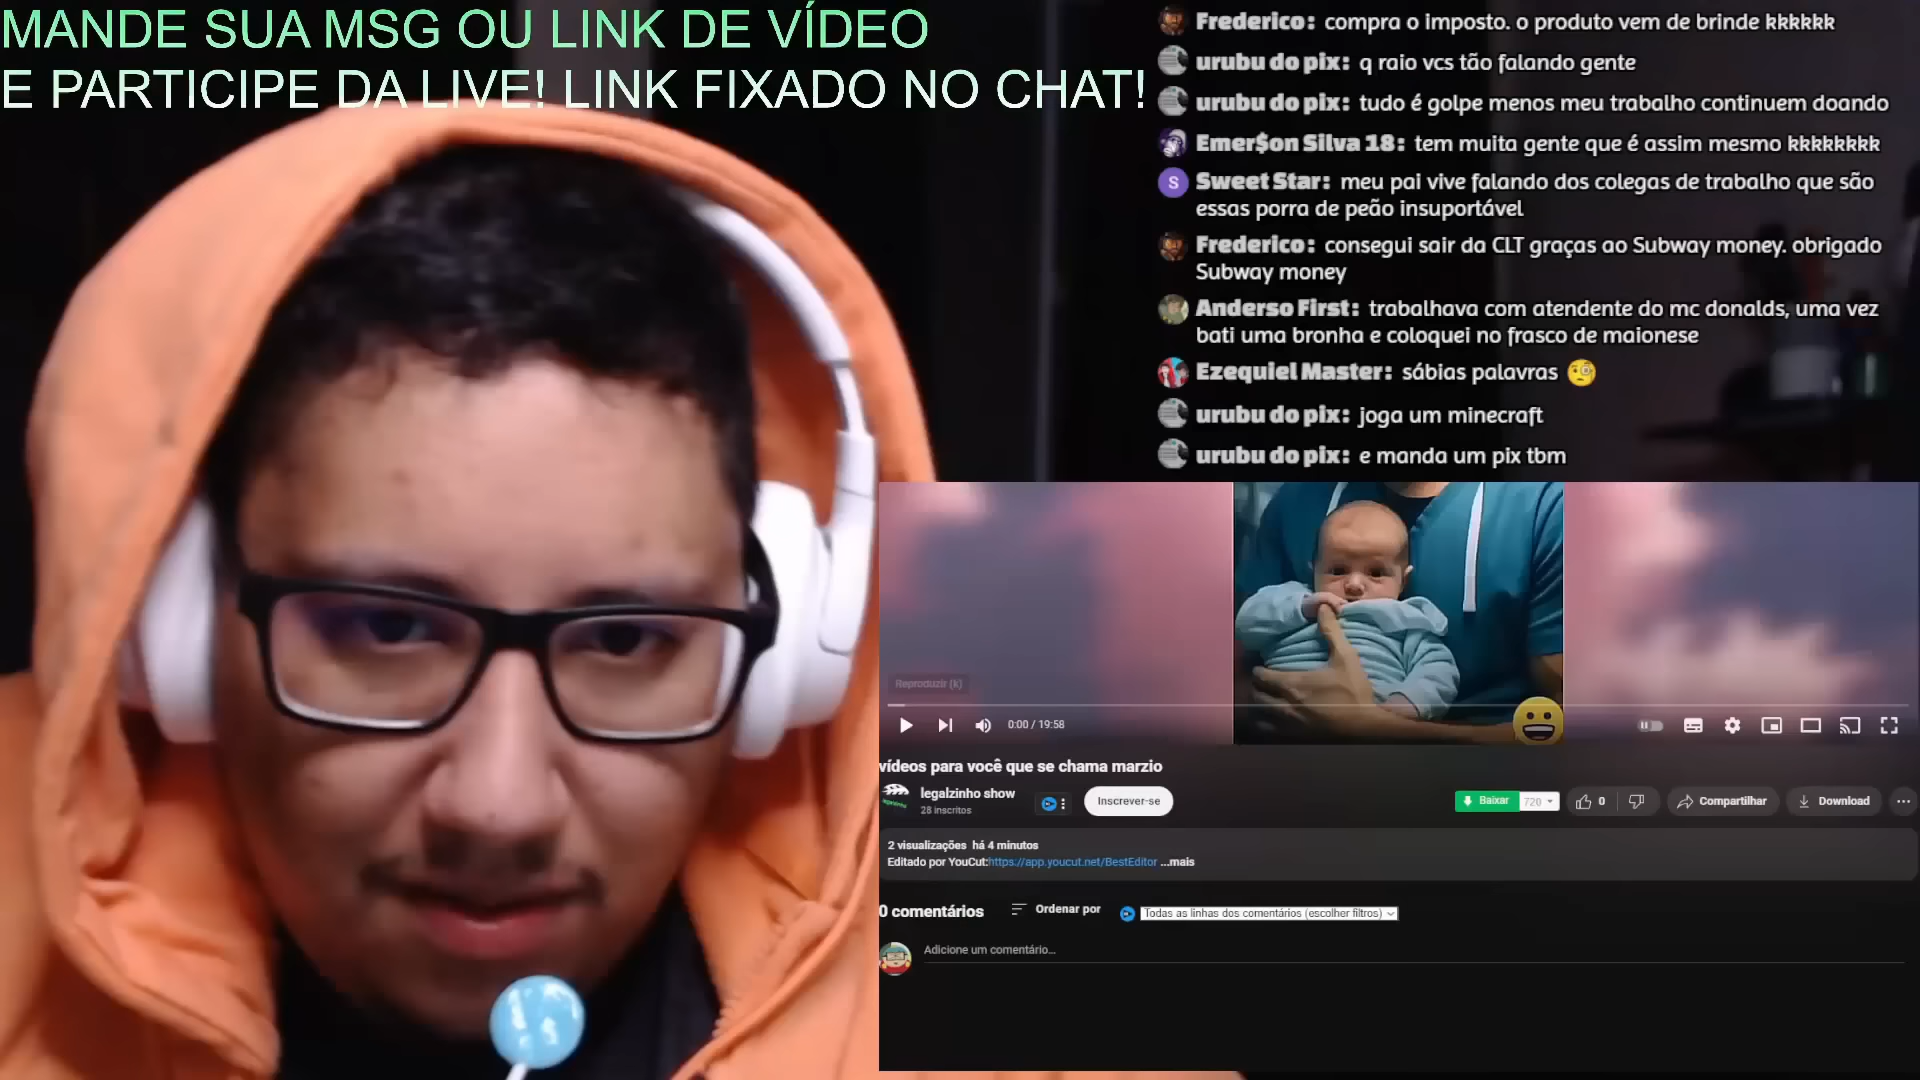 MANDE SUA MSG OU LINK DE VÍDEO
E PARTICIPE DA LIVE! LINK FIXADO NO CHAT!
Frederico: compra o imposto. o produto vem de brinde kkkkkk
urubu do pix: q raio vcs tão falando gente
urubu do pix: tudo é golpe menos meu trabalho continuem doando
Emer$on Silva 18: tem muita gente que é assim mesmo kkkkkkkk
S Sweet Star: meu pai vive falando dos colegas de trabalho que são
essas porra de peão insuportável
Frederico: consegui sair da CLT graças ao Subway money. obrigado
Subway money
Anderso First: trabalhava com atendente do mc donalds, uma vez
bati uma bronha e coloquei no frasco de maionese
Ezequiel Master: sábias palavras 🧐
urubu do pix: joga um minecraft
urubu do pix: e manda um pix tbm
Reproduzir (k)
0:00 / 19:58
vídeos para você que se chama marzio
legalzinho show
28 inscritos
Inscrever-se
Baixar 720
0
Compartilhar
Download
2 visualizações há 4 minutos
Editado por YouCut:https://app.youcut.net/BestEditor ...mais
0 comentários
Ordenar por
Todas as linhas dos comentários (escolher filtros)
Adicione um comentário...